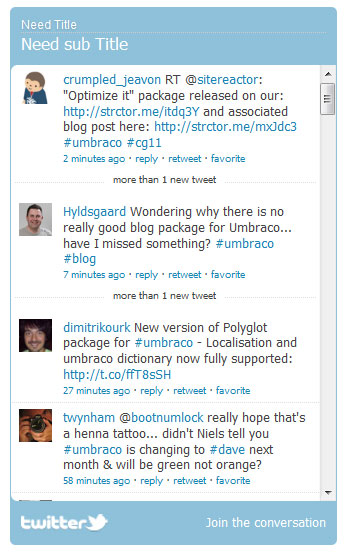 Need Title
Need sub Title
crumpled_jeavon RT @sitereactor:
"Optimize it" package released on our:
http://strctor.me/itdq3Y and associated
blog post here: http://strctor.me/mxJdc3
#umbraco #cg11
2 minutes ago · reply · retweet · favorite
more than 1 new tweet
Hyldsgaard Wondering why there is no
really good blog package for Umbraco...
have I missed something? #umbraco
#blog
7 minutes ago · reply · retweet · favorite
more than 1 new tweet
dimitrikourk New version of Polyglot
package for #umbraco - Localisation and
umbraco dictionary now fully supported:
http://t.co/ffT8sSH
27 minutes ago · reply · retweet · favorite
twynham @bootnumlock really hope that's
a henna tattoo... didn't Niels tell you
#umbraco is changing to #dave next
month & will be green not orange?
58 minutes ago · reply · retweet · favorite
twitter Join the conversation